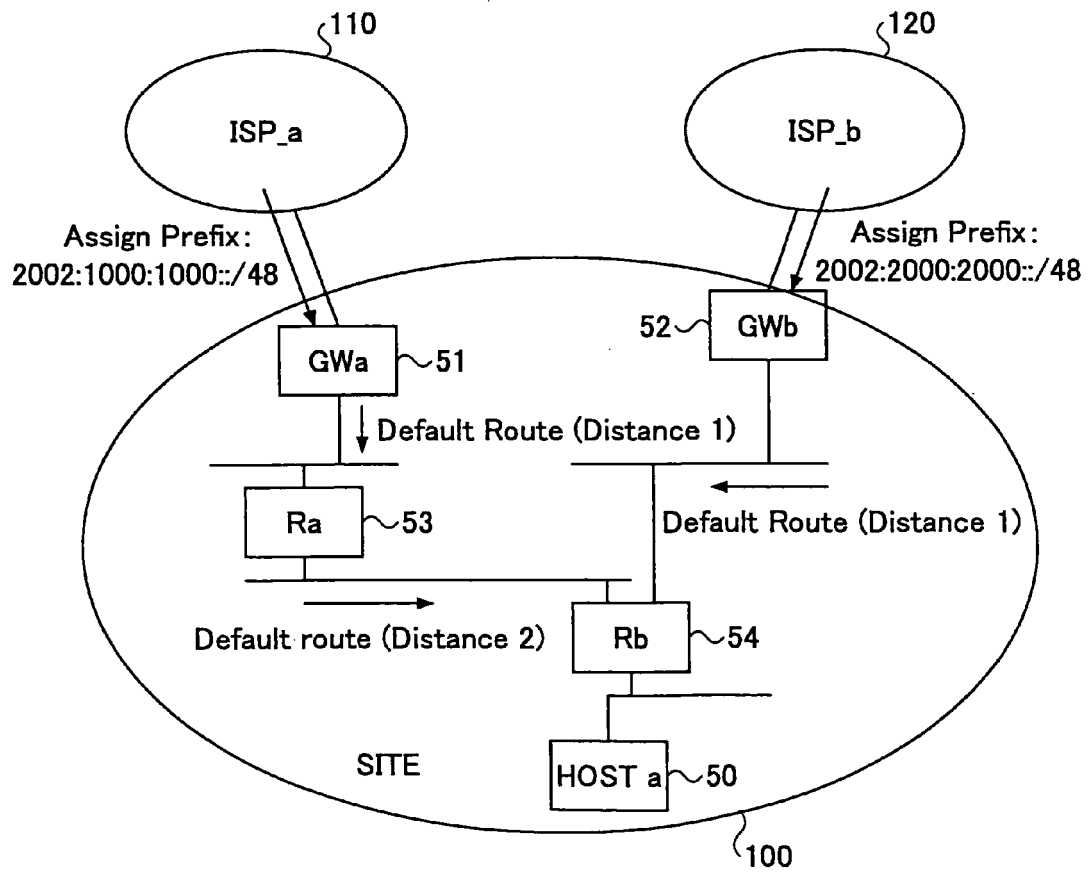 110
120
ISP_a
ISP_b
Assign Prefix:
2002:1000:1000::/48
Assign Prefix:
2002:2000:2000::/48
GWa
51
52
GWb
Default Route (Distance 1)
Ra
53
Default Route (Distance 1)
Default route (Distance 2)
Rb
54
SITE
HOST a
50
100